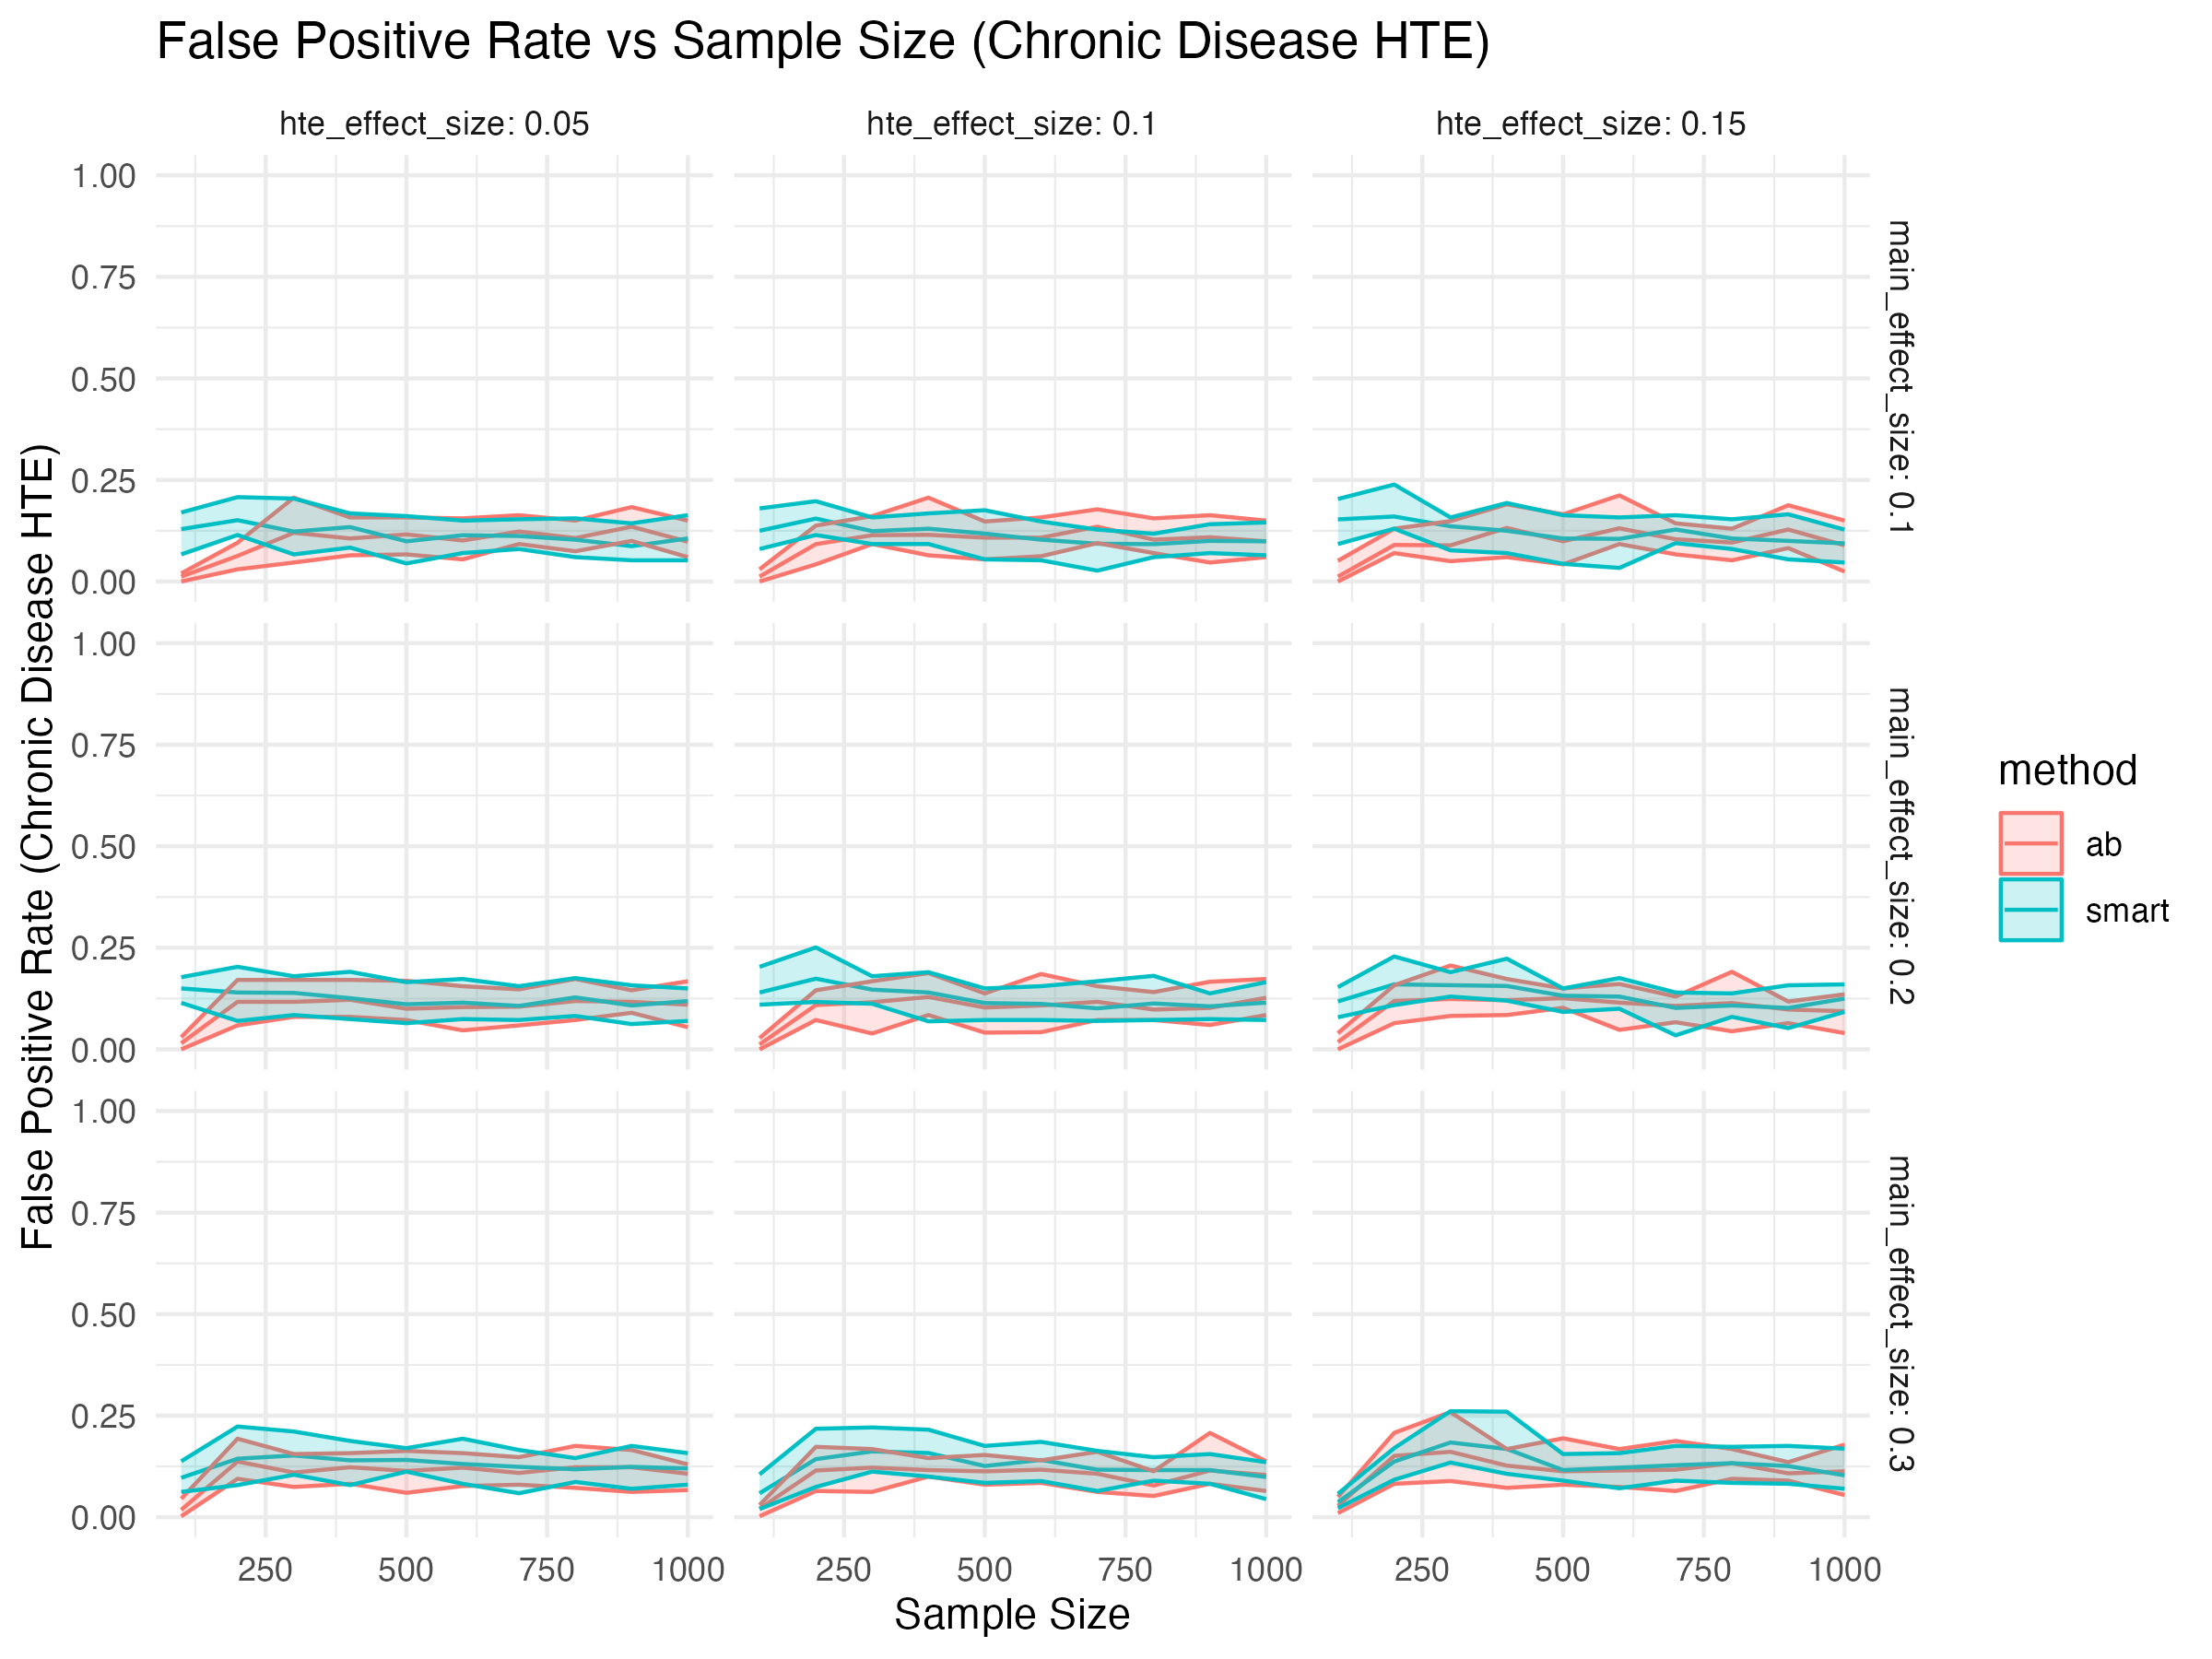 False Positive Rate vs Sample Size (Chronic Disease HTE)
hte_effect_size: 0.05
hte_effect_size: 0.1
hte_effect_size: 0.15
False Positive Rate (Chronic Disease HTE)
1.00
0.75
0.50
0.25
0.00
main_effect_size: 0.1
1.00
0.75
0.50
0.25
0.00
main_effect_size: 0.2
1.00
0.75
0.50
0.25
0.00
main_effect_size: 0.3
250 500 750 1000
250 500 750 1000
250 500 750 1000
Sample Size
method
ab
smart